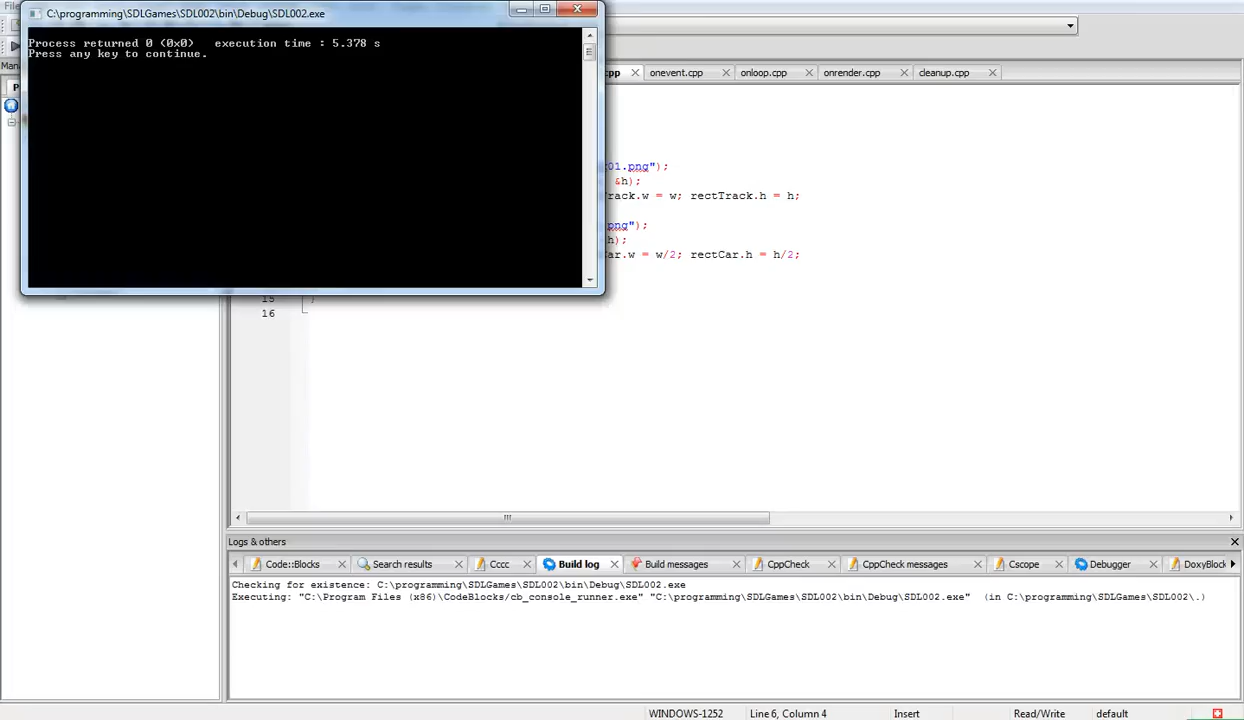 C:\programming\SDLGames\SDL002\bin\Debug\SDL002.exe
Process returned 0 (0x0)   execution time : 5.378 s
Press any key to continue.
cpp onevent.cpp onloop.cpp onrender.cpp cleanup.cpp
01.png");
&h);
Track.w = w; rectTrack.h = h;
png");
h);
Car.w = w/2; rectCar.h = h/2;
15 }
16
Logs & others
Code::Blocks Search results Cccc Build log Build messages CppCheck CppCheck messages Cscope Debugger DoxyBlock
Checking for existence: C:\programming\SDLGames\SDL002\bin\Debug\SDL002.exe
Executing: "C:\Program Files (x86)\CodeBlocks/cb_console_runner.exe" "C:\programming\SDLGames\SDL002\bin\Debug\SDL002.exe"  (in C:\programming\SDLGames\SDL002\.)
WINDOWS-1252 Line 6, Column 4 Insert Read/Write default